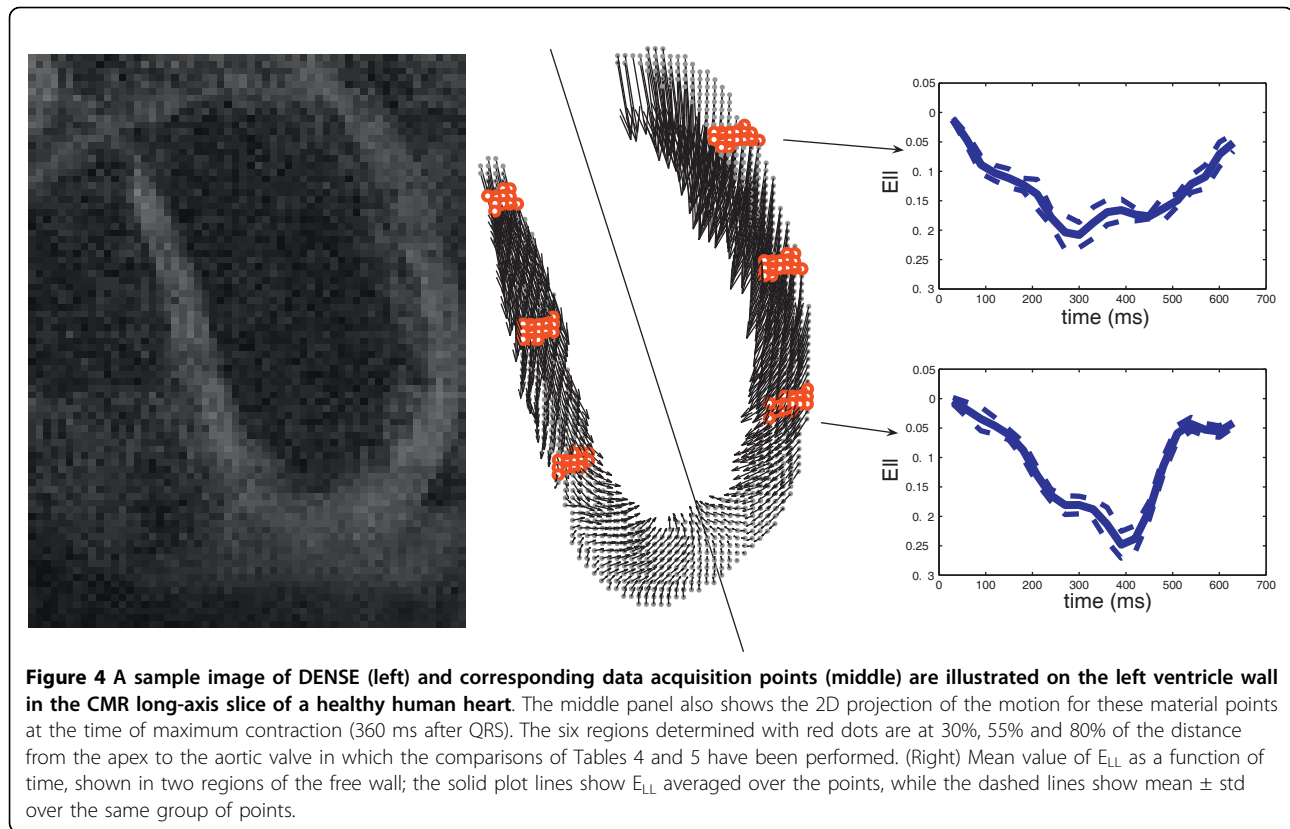 0.05
0
0.05
0. 1
0.15
0. 2
0.25
0. 3
Ell
0 100 200 300 400 500 600 700
time (ms)
0.05
0
0.05
0. 1
0.15
0. 2
0.25
0. 3
Ell
0 100 200 300 400 500 600 700
time (ms)
Figure 4 A sample image of DENSE (left) and corresponding data acquisition points (middle) are illustrated on the left ventricle wall
in the CMR long-axis slice of a healthy human heart. The middle panel also shows the 2D projection of the motion for these material points
at the time of maximum contraction (360 ms after QRS). The six regions determined with red dots are at 30%, 55% and 80% of the distance
from the apex to the aortic valve in which the comparisons of Tables 4 and 5 have been performed. (Right) Mean value of ELL as a function of
time, shown in two regions of the free wall; the solid plot lines show ELL averaged over the points, while the dashed lines show mean ± std
over the same group of points.